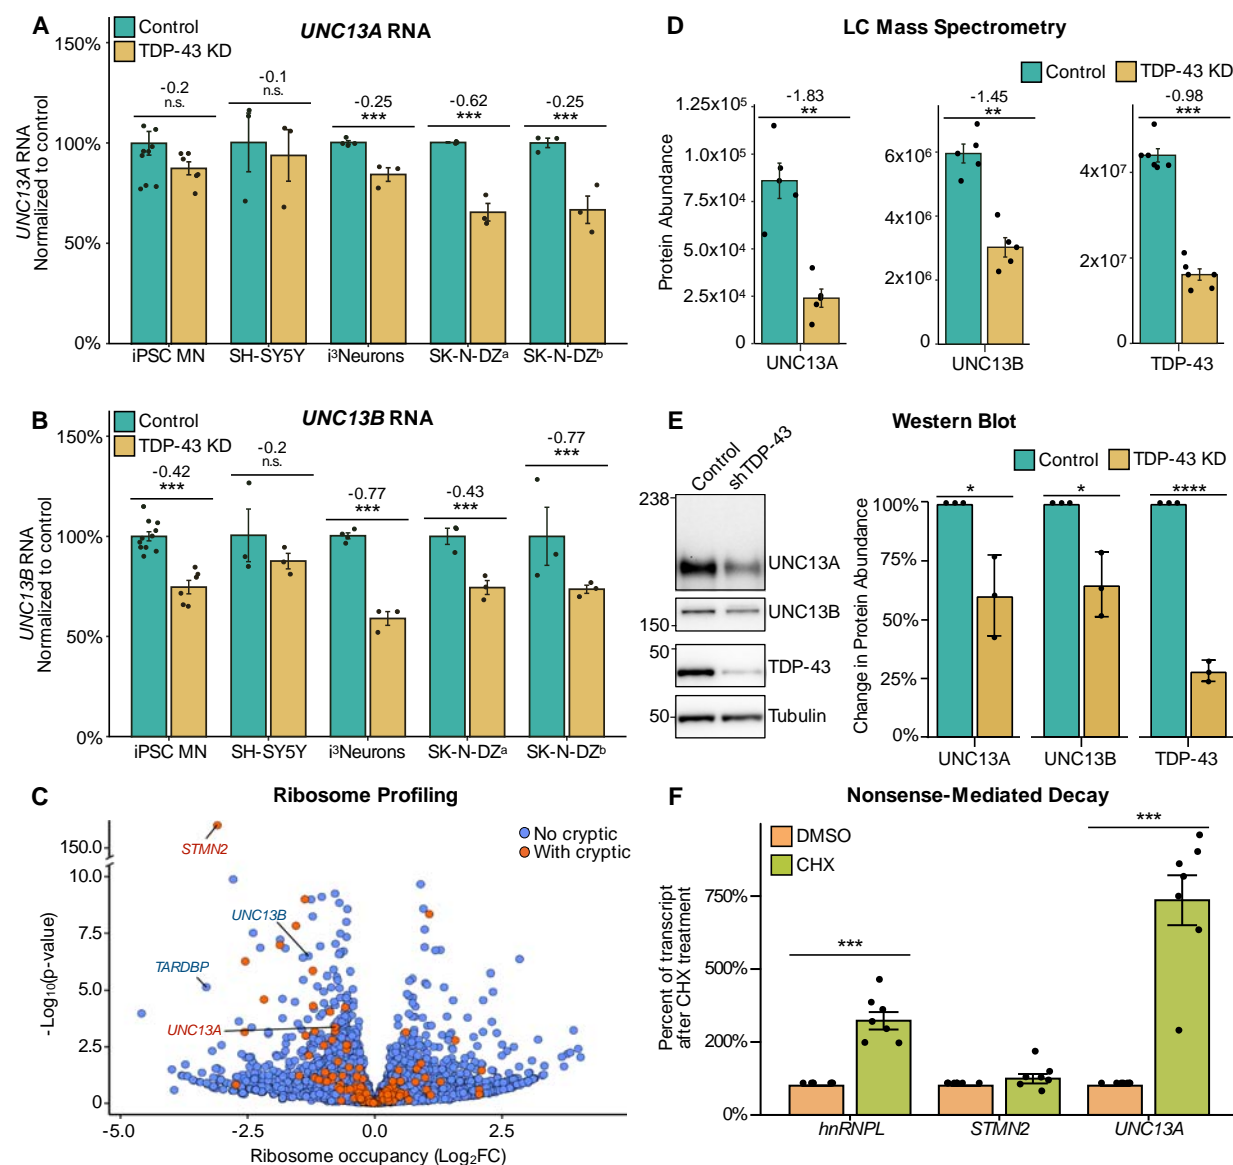 A
UNC13A RNA
Control
TDP-43 KD
UNC13A RNA
Normalized to control
150%
100%
50%
0%
-0.2
n.s.
-0.1
n.s.
-0.25
***
-0.62
***
-0.25
***
iPSC MN
SH-SY5Y
i³Neurons
SK-N-DZᵃ
SK-N-DZᵇ
B
UNC13B RNA
Control
TDP-43 KD
UNC13B RNA
Normalized to control
150%
100%
50%
0%
-0.42
***
-0.2
n.s.
-0.77
***
-0.43
***
-0.77
***
iPSC MN
SH-SY5Y
i³Neurons
SK-N-DZᵃ
SK-N-DZᵇ
C
Ribosome Profiling
No cryptic
With cryptic
-Log₁₀(p-value)
150.0
10.0
7.5
5.0
2.5
0
STMN2
UNC13B
TARDBP
UNC13A
-5.0
-2.5
0.0
2.5
Ribosome occupancy (Log₂FC)
D
LC Mass Spectrometry
Control
TDP-43 KD
Protein Abundance
1.25x10⁵
1.0x10⁵
7.5x10⁴
5.0x10⁴
2.5x10⁴
0
-1.83
**
UNC13A
6x10⁶
4x10⁶
2x10⁶
0
-1.45
**
UNC13B
4x10⁷
2x10⁷
0
-0.98
***
TDP-43
E
Western Blot
Control
shTDP-43
238
150
50
50
UNC13A
UNC13B
TDP-43
Tubulin
Control
TDP-43 KD
Change in Protein Abundance
100%
75%
50%
25%
0%
*
*
****
UNC13A
UNC13B
TDP-43
F
Nonsense-Mediated Decay
DMSO
CHX
Percent of transcript
after CHX treatment
750%
500%
200%
0%
***
***
hnRNPL
STMN2
UNC13A